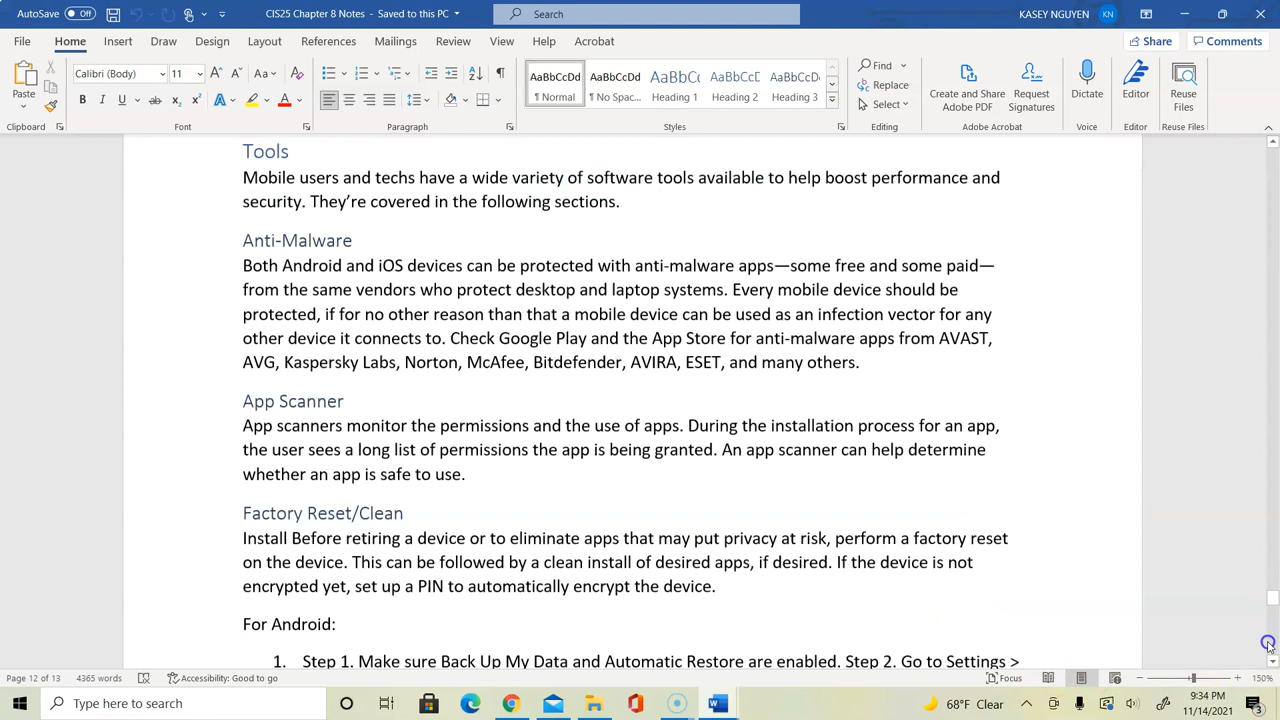 AutoSave Off CIS25 Chapter 8 Notes - Saved to this PC Search KASEY NGUYEN KN
File Home Insert Draw Design Layout References Mailings Review View Help Acrobat Share Comments
Paste Calibri (Body) 11 AaBbCcDd AaBbCcDd AaBbCc AaBbCcD AaBbCcD Find Replace Select Create and Share Adobe PDF Request Signatures Dictate Editor Reuse Files
¶ Normal ¶ No Spac... Heading 1 Heading 2 Heading 3
Clipboard Font Paragraph Styles Editing Adobe Acrobat Voice Editor Reuse Files
Tools
Mobile users and techs have a wide variety of software tools available to help boost performance and
security. They’re covered in the following sections.
Anti-Malware
Both Android and iOS devices can be protected with anti-malware apps—some free and some paid—
from the same vendors who protect desktop and laptop systems. Every mobile device should be
protected, if for no other reason than that a mobile device can be used as an infection vector for any
other device it connects to. Check Google Play and the App Store for anti-malware apps from AVAST,
AVG, Kaspersky Labs, Norton, McAfee, Bitdefender, AVIRA, ESET, and many others.
App Scanner
App scanners monitor the permissions and the use of apps. During the installation process for an app,
the user sees a long list of permissions the app is being granted. An app scanner can help determine
whether an app is safe to use.
Factory Reset/Clean
Install Before retiring a device or to eliminate apps that may put privacy at risk, perform a factory reset
on the device. This can be followed by a clean install of desired apps, if desired. If the device is not
encrypted yet, set up a PIN to automatically encrypt the device.
For Android:
1. Step 1. Make sure Back Up My Data and Automatic Restore are enabled. Step 2. Go to Settings >
Page 12 of 13 4365 words Accessibility: Good to go Focus 150%
Type here to search 68°F Clear 9:34 PM
11/14/2021 3